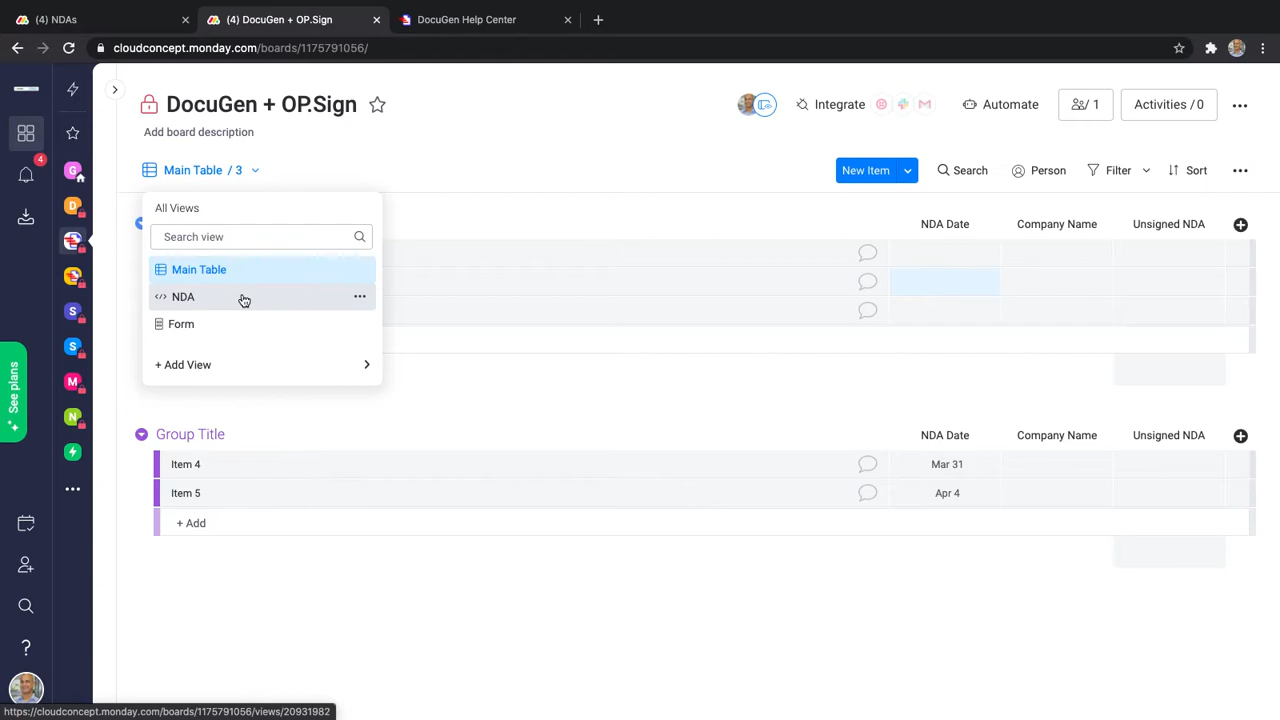 (4) NDAs
(4) DocuGen + OP.Sign
DocuGen Help Center
cloudconcept.monday.com/boards/1175791056/
DocuGen + OP.Sign
Integrate
Automate
/ 1
Activities / 0
Add board description
Main Table / 3
New Item
Search
Person
Filter
Sort
All Views
Search view
Main Table
NDA
Form
+ Add View
NDA Date
Company Name
Unsigned NDA
Group Title
NDA Date
Company Name
Unsigned NDA
Item 4
Mar 31
Item 5
Apr 4
+ Add
4
G
D
S
S
M
N
See plans
?
https://cloudconcept.monday.com/boards/1175791056/views/20931982